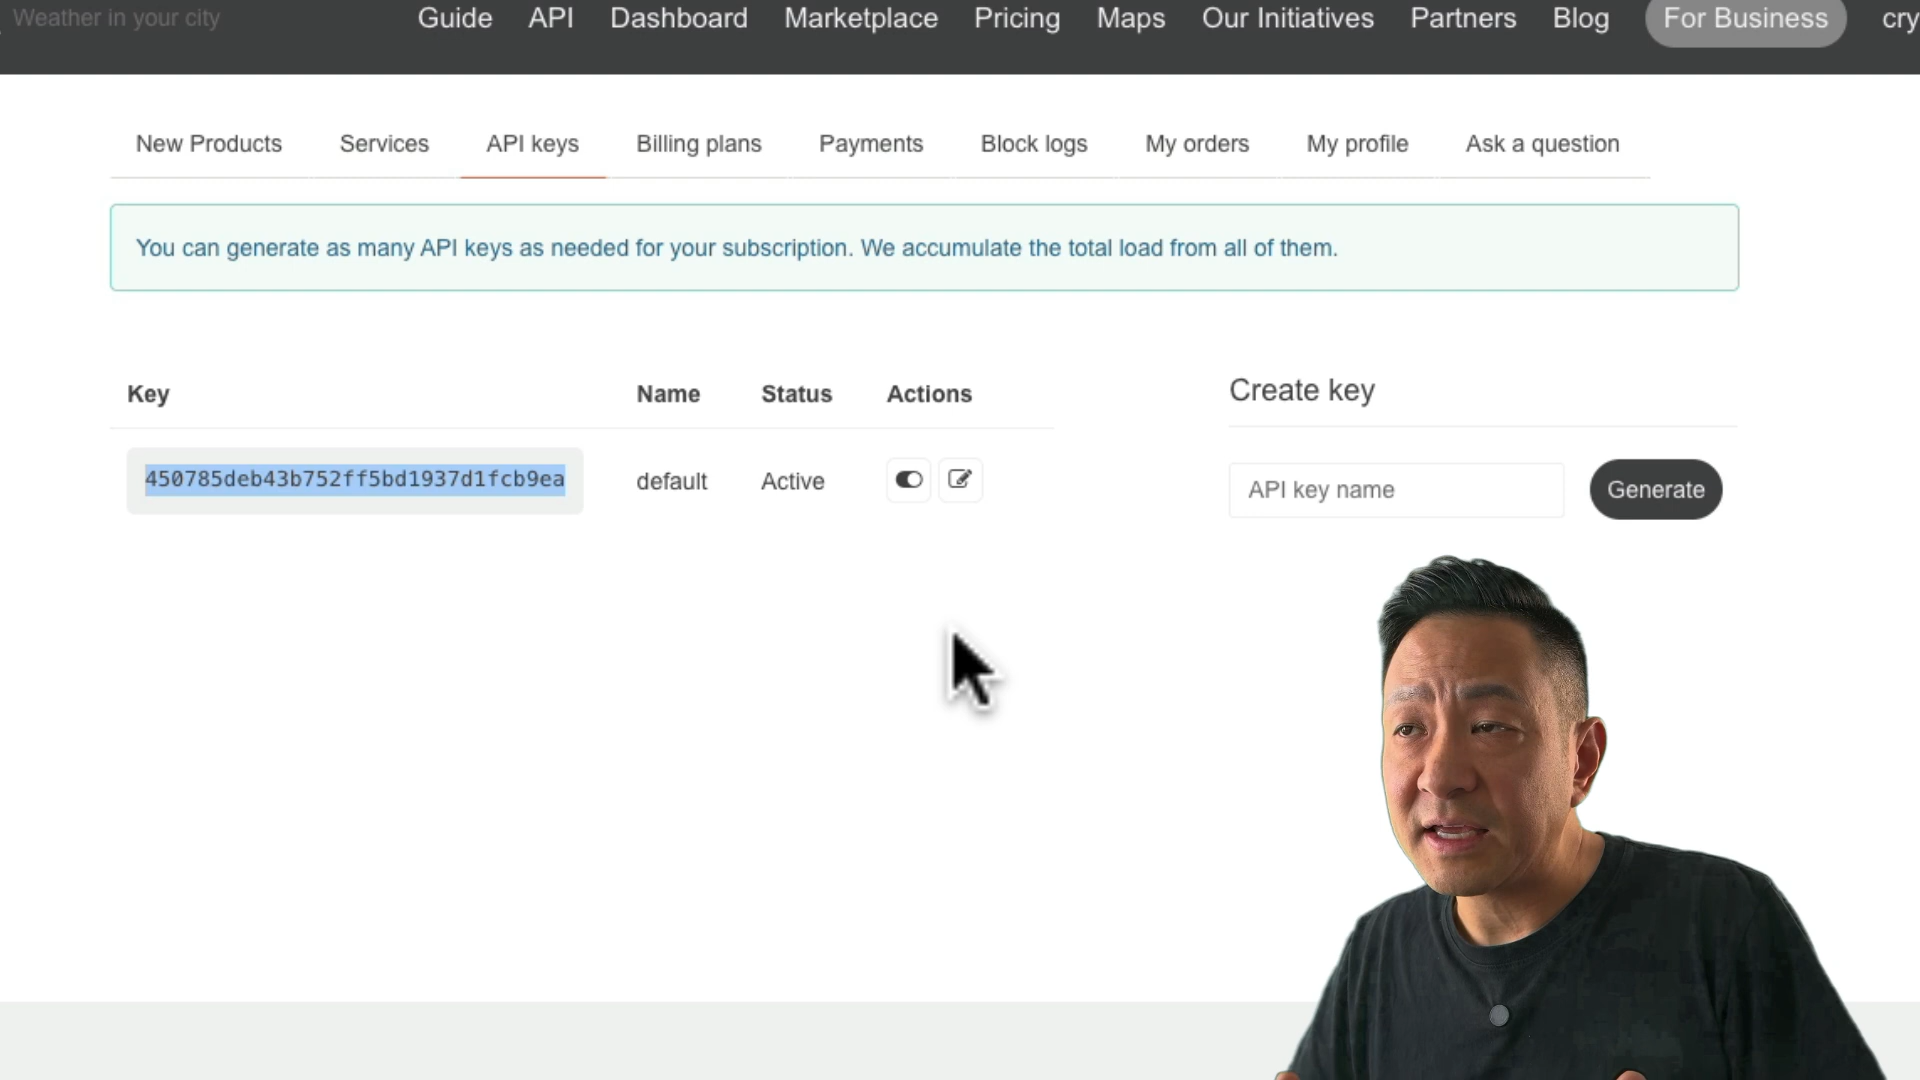 Weather in your city
Guide API Dashboard Marketplace Pricing Maps Our Initiatives Partners Blog For Business cry
New Products Services API keys Billing plans Payments Block logs My orders My profile Ask a question
You can generate as many API keys as needed for your subscription. We accumulate the total load from all of them.
Key Name Status Actions
450785deb43b752ff5bd1937d1fcb9ea default Active
Create key
API key name Generate